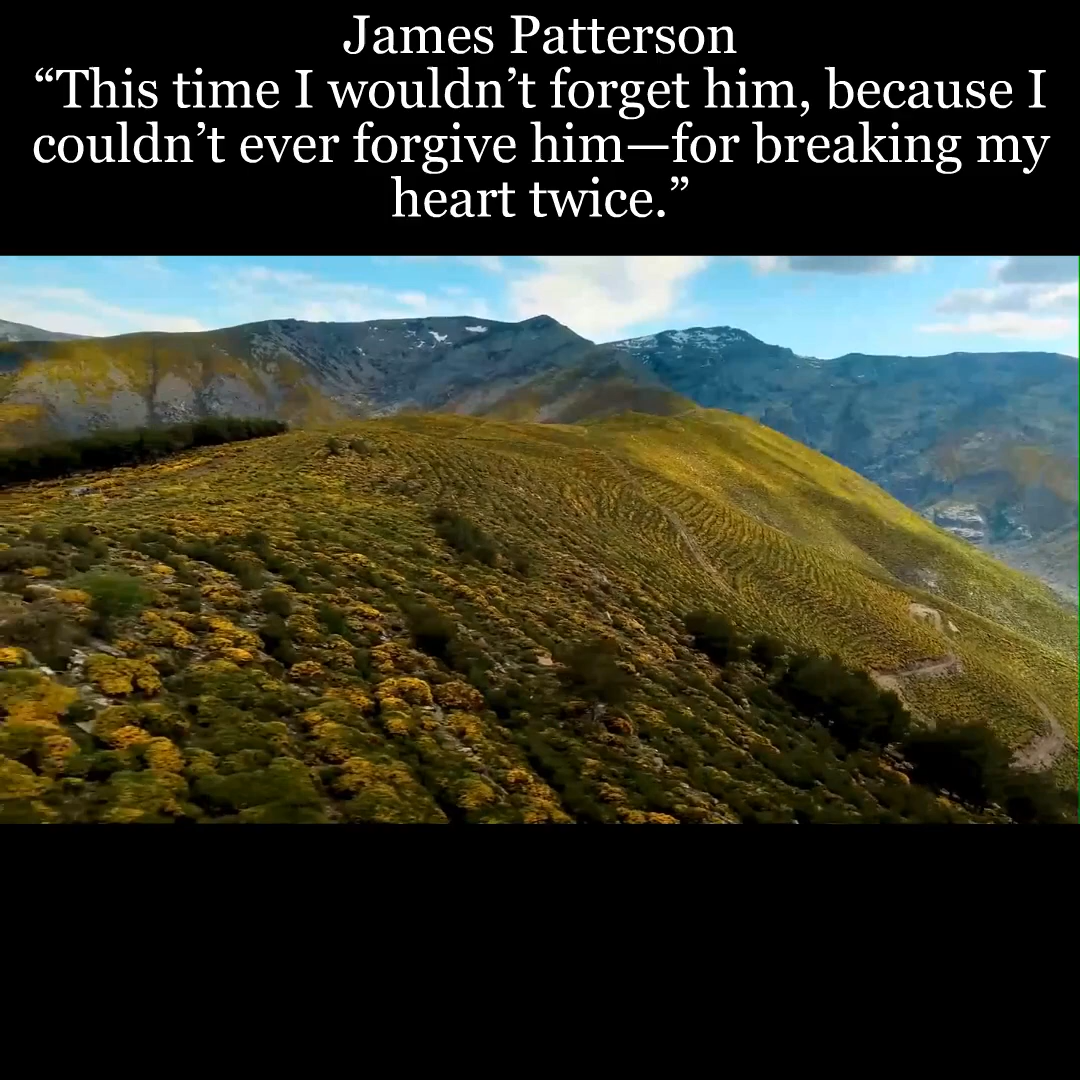 James Patterson
“This time I wouldn’t forget him, because I
couldn’t ever forgive him—for breaking my
heart twice.”